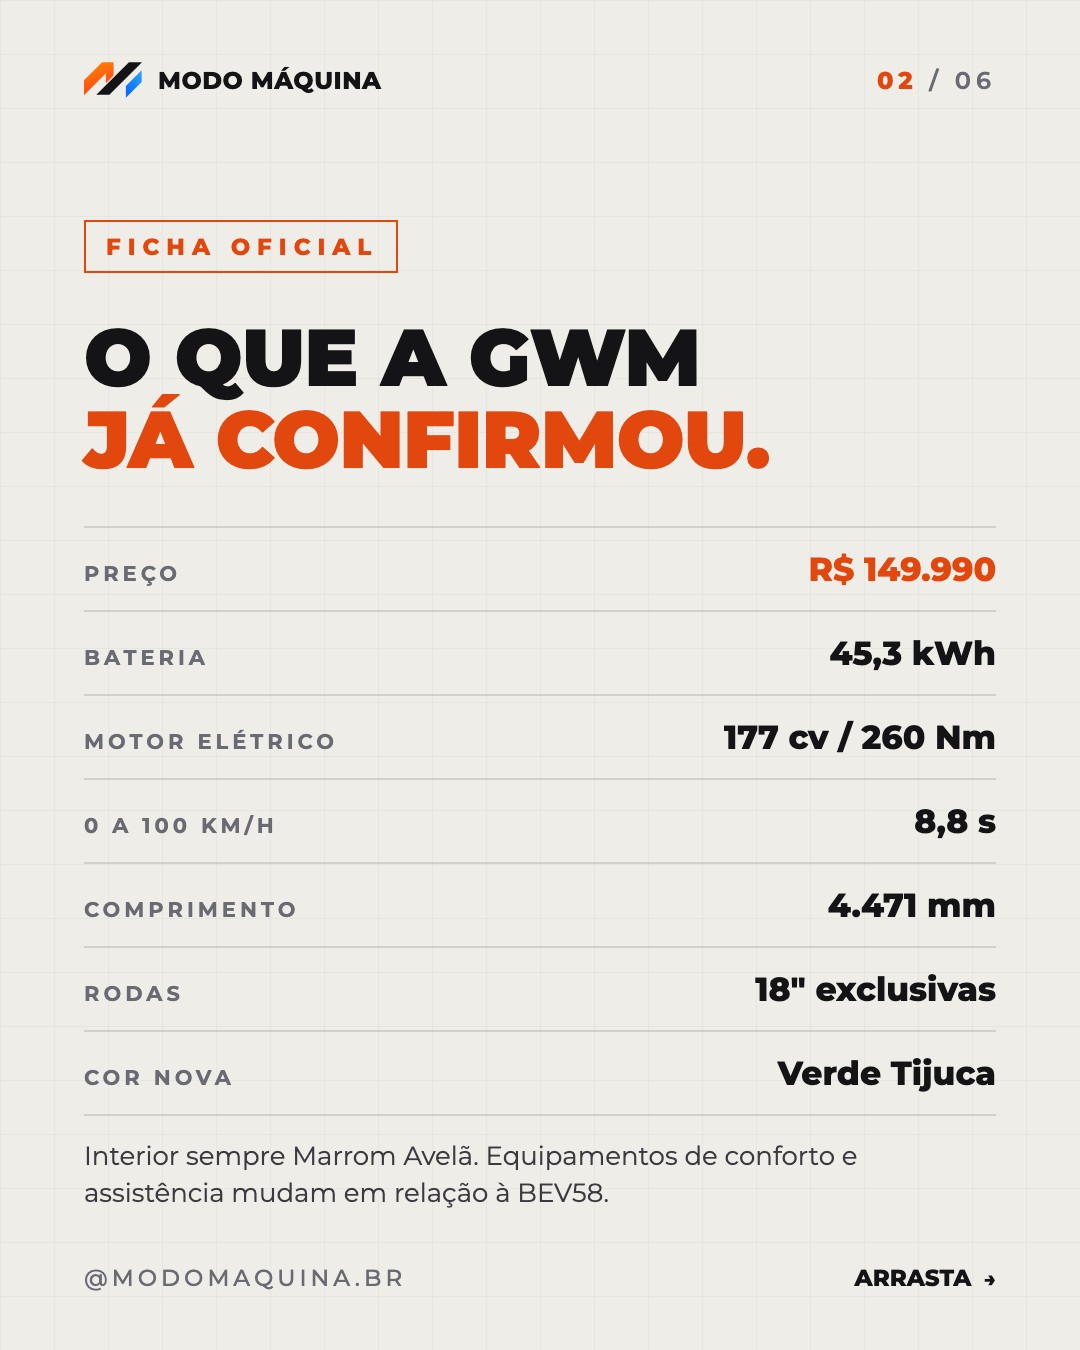 MODO MÁQUINA
02 / 06
FICHA OFICIAL
O QUE A GWM
JÁ CONFIRMOU.
PREÇO R$ 149.990
BATERIA 45,3 kWh
MOTOR ELÉTRICO 177 cv / 260 Nm
0 A 100 KM/H 8,8 s
COMPRIMENTO 4.471 mm
RODAS 18" exclusivas
COR NOVA Verde Tijuca
Interior sempre Marrom Avelã. Equipamentos de conforto e
assistência mudam em relação à BEV58.
@MODOMAQUINA.BR
ARRASTA →